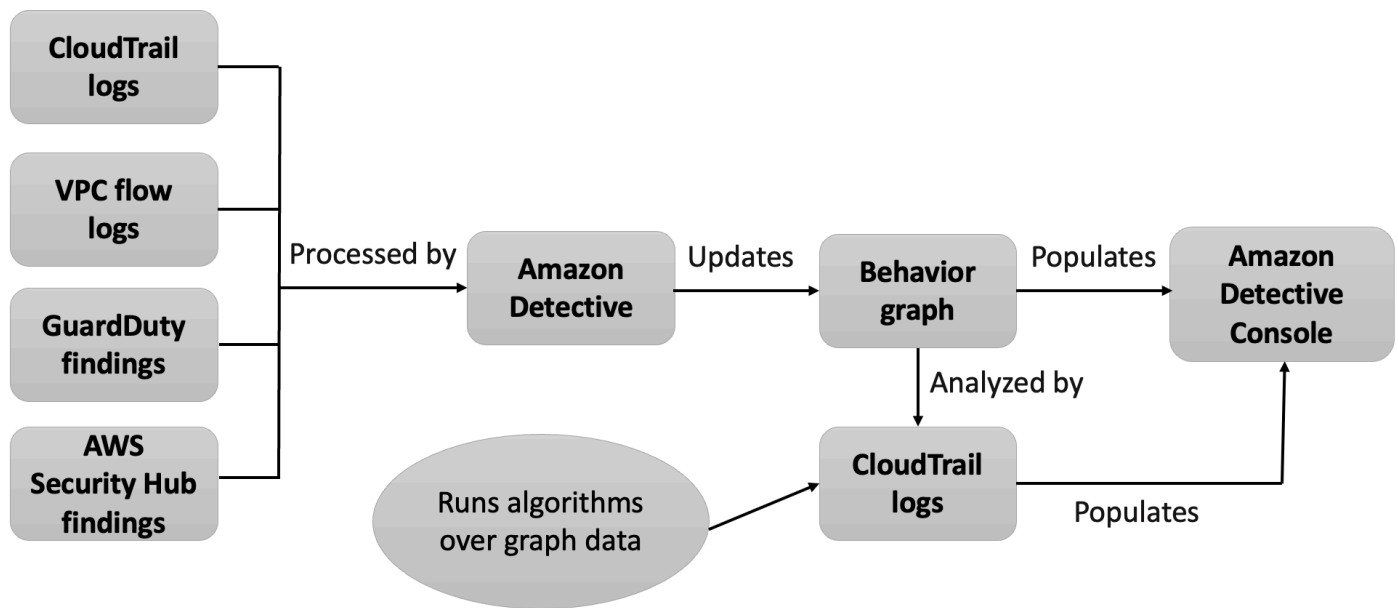 CloudTrail
logs
VPC flow
logs
GuardDuty
findings
AWS
Security Hub
findings
Processed by
Amazon
Detective
Updates
Behavior
graph
Populates
Amazon
Detective
Console
Analyzed by
CloudTrail
logs
Populates
Runs algorithms
over graph data